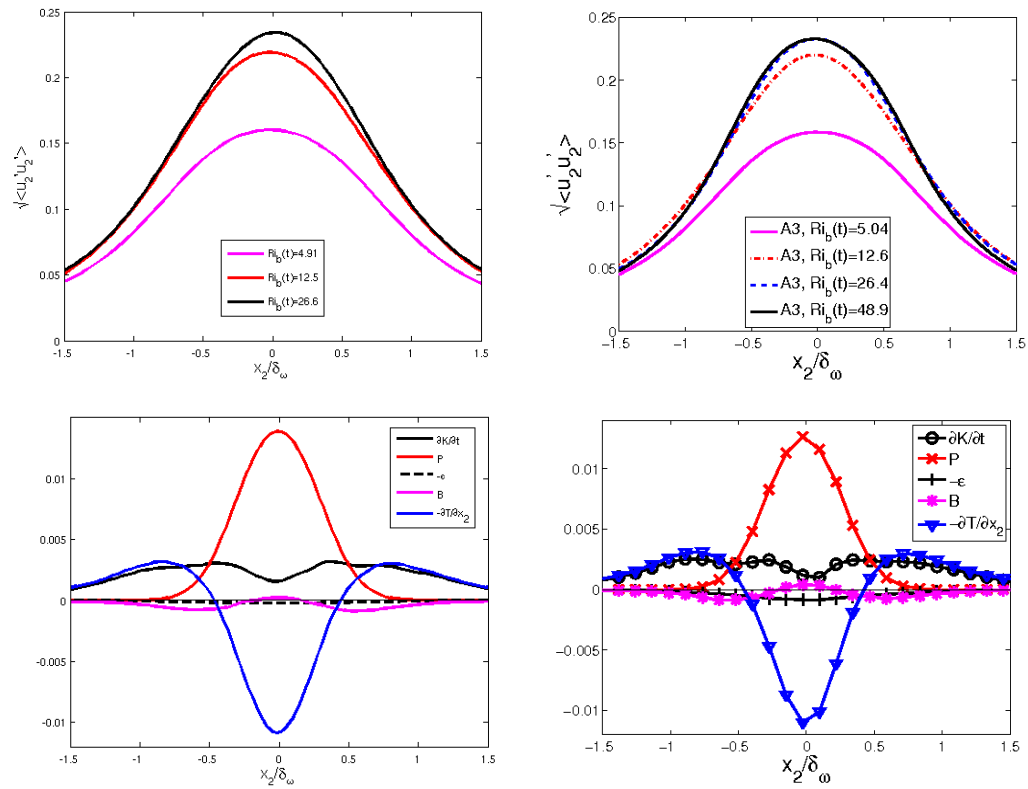 0.25
0.2
0.15
0.1
0.05
0
√<u2'u2'>
Rib(t)=4.91
Rib(t)=12.5
Rib(t)=26.6
-1.5 -1 -0.5 0 0.5 1 1.5
x2/δω
0.25
0.2
0.15
0.1
0.05
0
√<u2'u2'>
A3, Rib(t)=5.04
A3, Rib(t)=12.6
A3, Rib(t)=26.4
A3, Rib(t)=48.9
−1.5 −1 −0.5 0 0.5 1 1.5
x2/δω
0.01
0.005
0
-0.005
-0.01
∂K/∂t
P
-ε
B
-∂T/∂x2
-1.5 -1 -0.5 0 0.5 1 1.5
x2/δω
0.01
0.005
0
−0.005
−0.01
∂K/∂t
P
−ε
B
−∂T/∂x2
−1.5 −1 −0.5 0 0.5 1 1.5
x2/δω